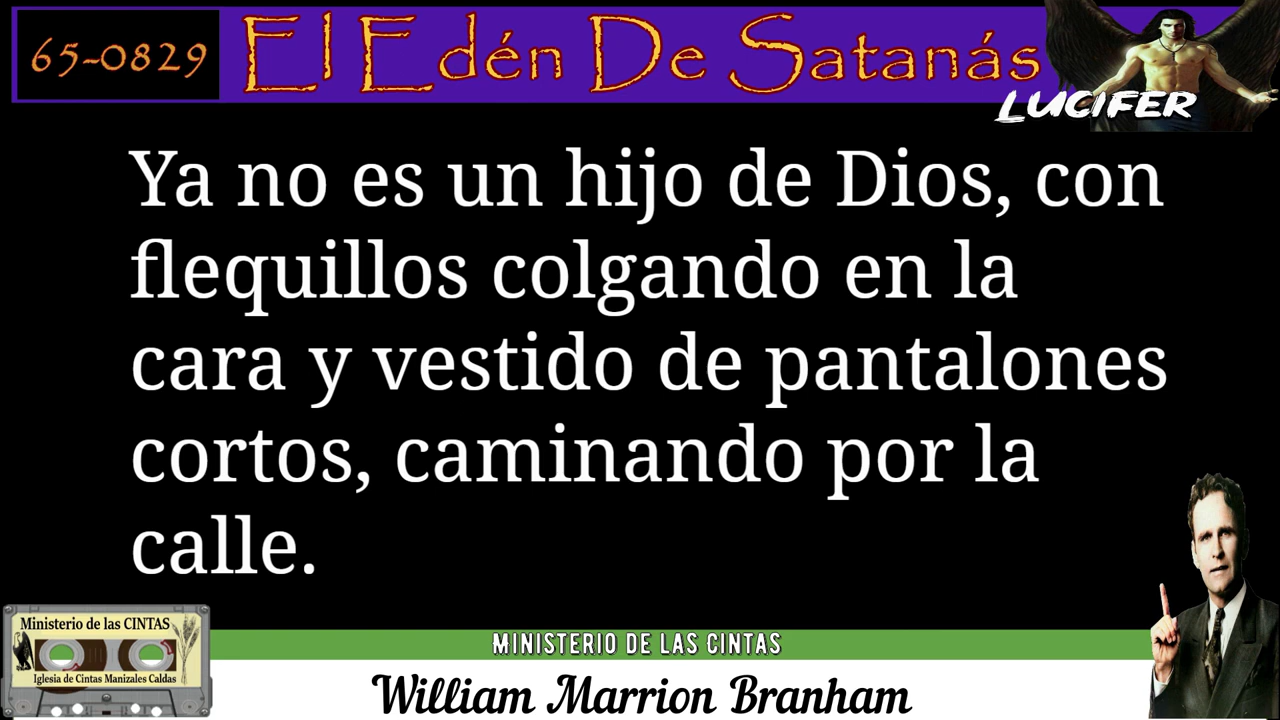 65-0829
El Edén De Satanás
LUCIFER
Ya no es un hijo de Dios, con
flequillos colgando en la
cara y vestido de pantalones
cortos, caminando por la
calle.
Ministerio de las CINTAS
Iglesia de Cintas Manizales Caldas
MINISTERIO DE LAS CINTAS
William Marrion Branham